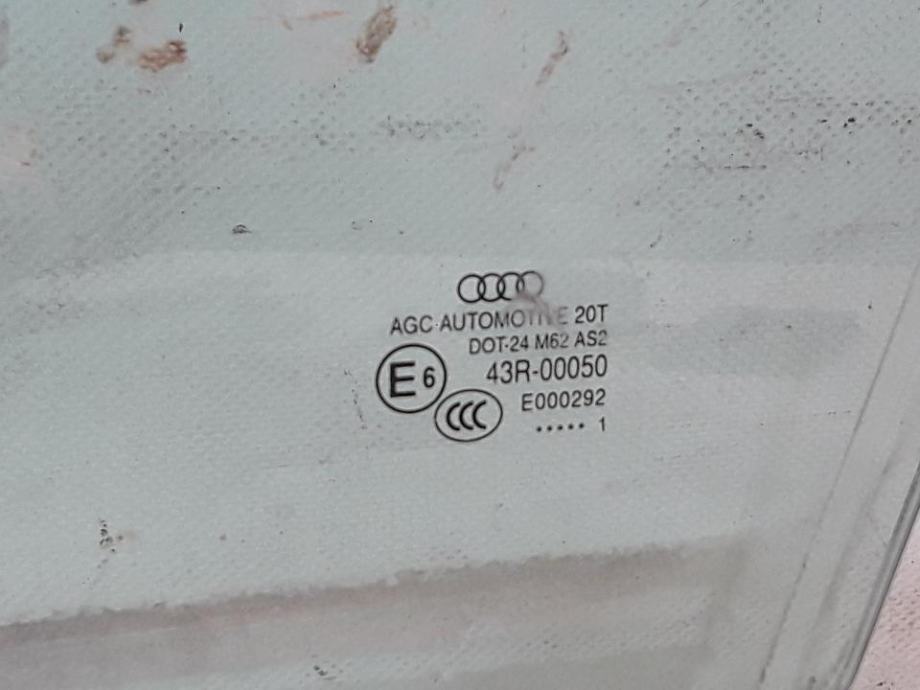 AGC AUTOMOTIVE 20T
DOT-24 M62 AS2
E6 43R-00050
CCC E000292
..... 1